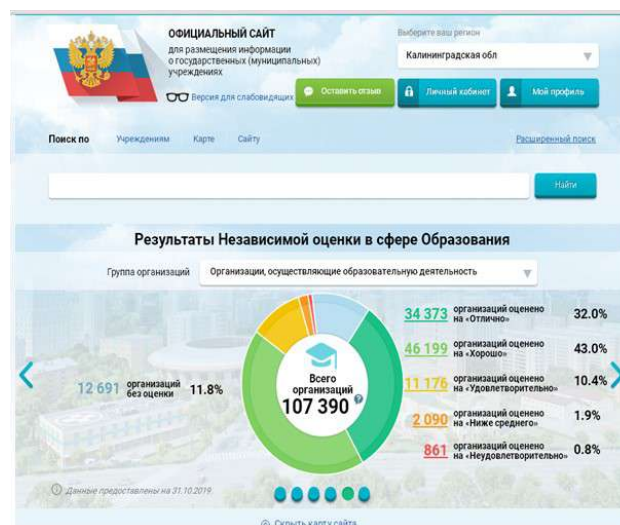 ОФИЦИАЛЬНЫЙ САЙТ
для размещения информации
о государственных (муниципальных)
учреждениях
Версия для слабовидящих
Выберите ваш регион
Калининградская обл
Оставить отзыв
Личный кабинет
Мой профиль
Поиск по
Учреждениям
Карте
Сайту
Расширенный поиск
Найти
Результаты Независимой оценки в сфере Образования
Группа организаций
Организации, осуществляющие образовательную деятельность
12 691 организаций без оценки 11.8%
Всего
организаций
107 390
34 373 организаций оценено на «Отлично» 32.0%
46 199 организаций оценено на «Хорошо» 43.0%
11 176 организаций оценено на «Удовлетворительно» 10.4%
2 090 организаций оценено на «Ниже среднего» 1.9%
861 организаций оценено на «Неудовлетворительно» 0.8%
Данные предоставлены на 31.10.2019
Скрыть карту сайта